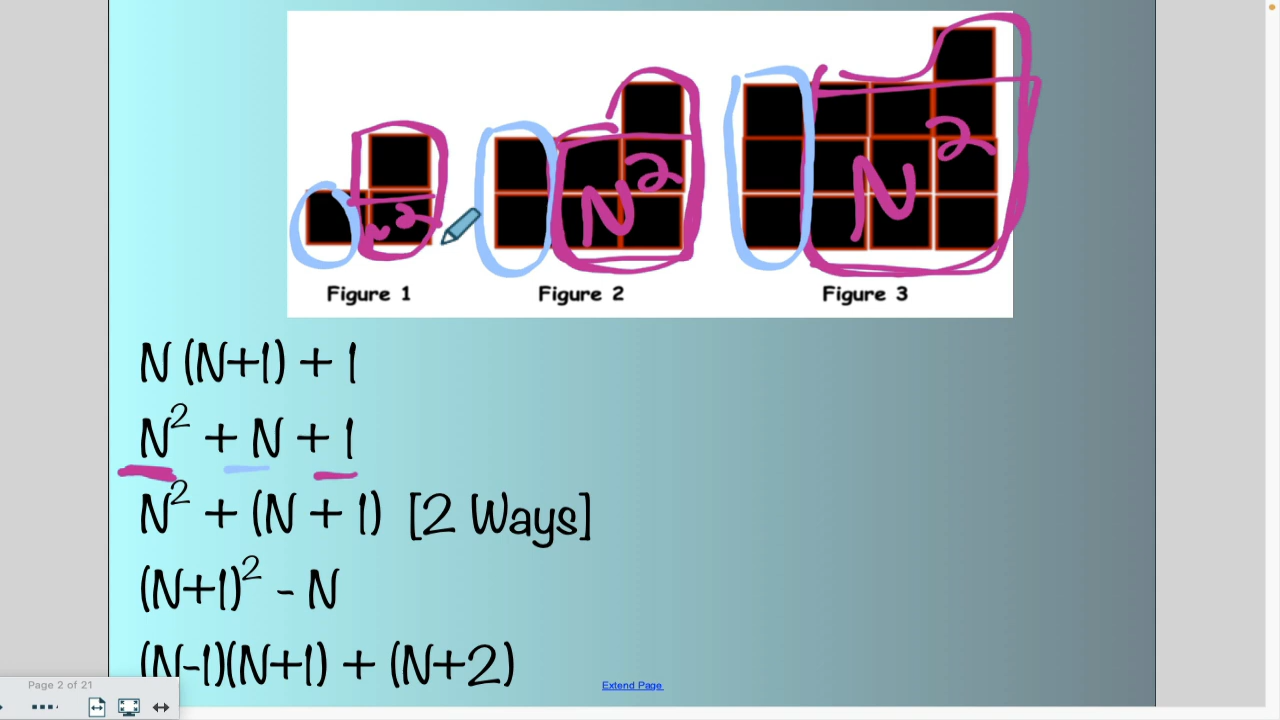 N²
N²
N²
Figure 1
Figure 2
Figure 3
N (N+1) + 1
N² + N + 1
N² + (N + 1) [2 Ways]
(N+1)² - N
(N-1)(N+1) + (N+2)
Page 2 of 21
Extend Page